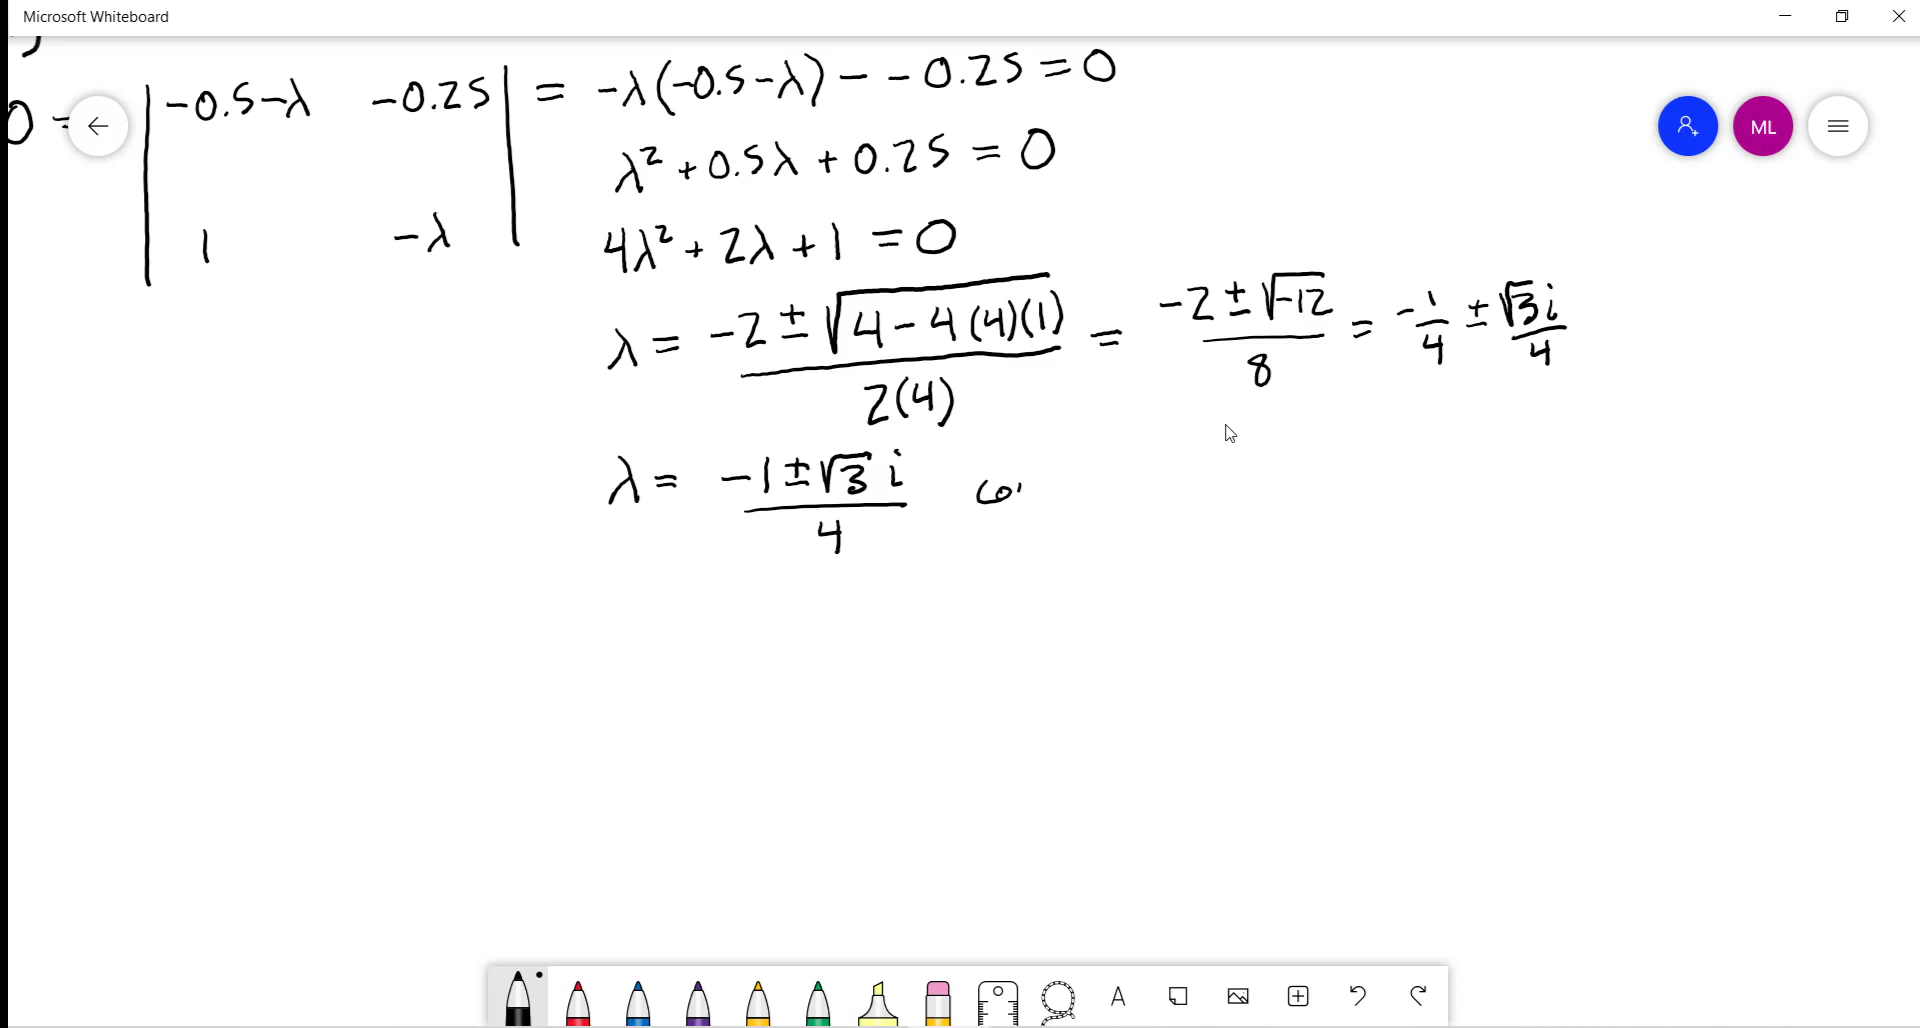 Microsoft Whiteboard
0 = | -0.5-λ -0.25 | = -λ(-0.5-λ) - -0.25 = 0
λ² + 0.5λ + 0.25 = 0
1 -λ
4λ² + 2λ + 1 = 0
λ = (-2 ± √(4 - 4(4)(1))) / 2(4) = (-2 ± √-12) / 8 = -1/4 ± √3i/4
λ = (-1 ± √3 i) / 4
ML
A